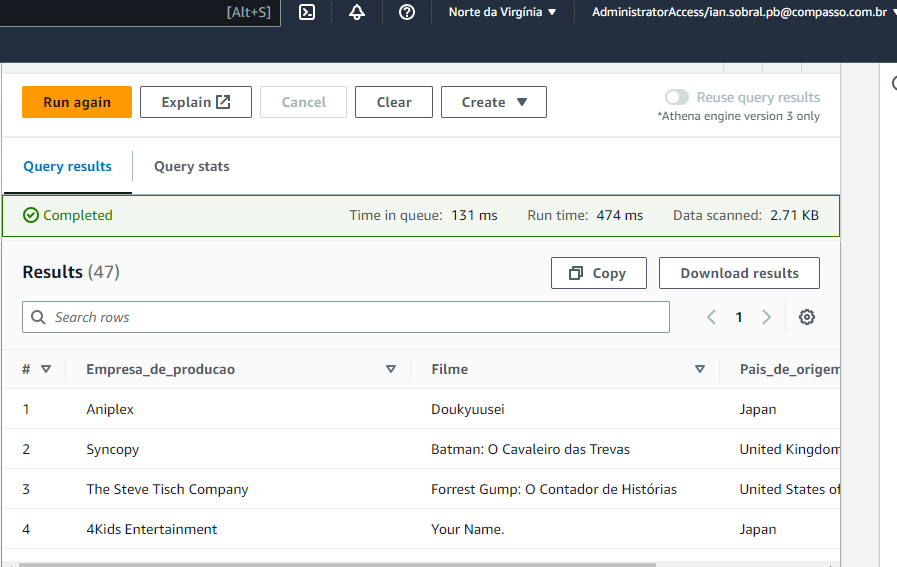 [Alt+S] Norte da Virgínia AdministratorAccess/ian.sobral.pb@compasso.com.br
Run again Explain Cancel Clear Create Reuse query results
*Athena engine version 3 only
Query results Query stats
Completed Time in queue: 131 ms Run time: 474 ms Data scanned: 2.71 KB
Results (47) Copy Download results
Search rows 1
# Empresa_de_producao Filme Pais_de_origem
1 Aniplex Doukyuusei Japan
2 Syncopy Batman: O Cavaleiro das Trevas United Kingdom
3 The Steve Tisch Company Forrest Gump: O Contador de Histórias United States of
4 4Kids Entertainment Your Name. Japan